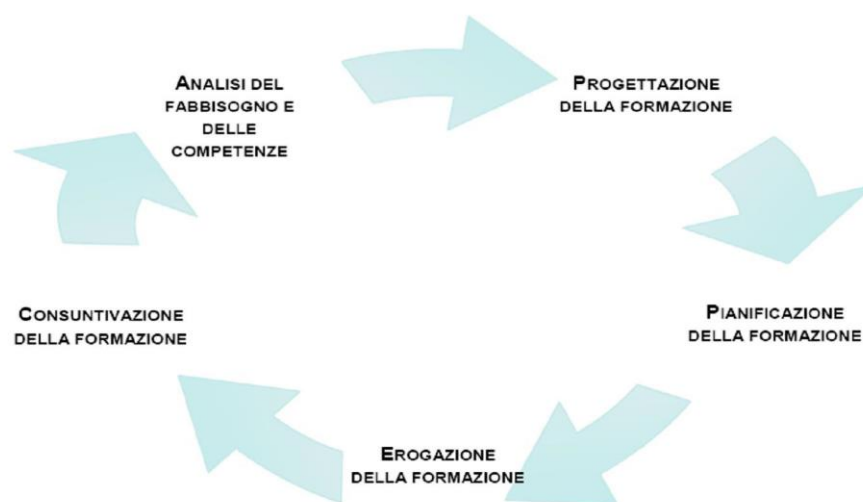 ANALISI DEL
FABBISOGNO E
DELLE
COMPETENZE
PROGETTAZIONE
DELLA FORMAZIONE
PIANIFICAZIONE
DELLA FORMAZIONE
EROGAZIONE
DELLA FORMAZIONE
CONSUNTIVAZIONE
DELLA FORMAZIONE